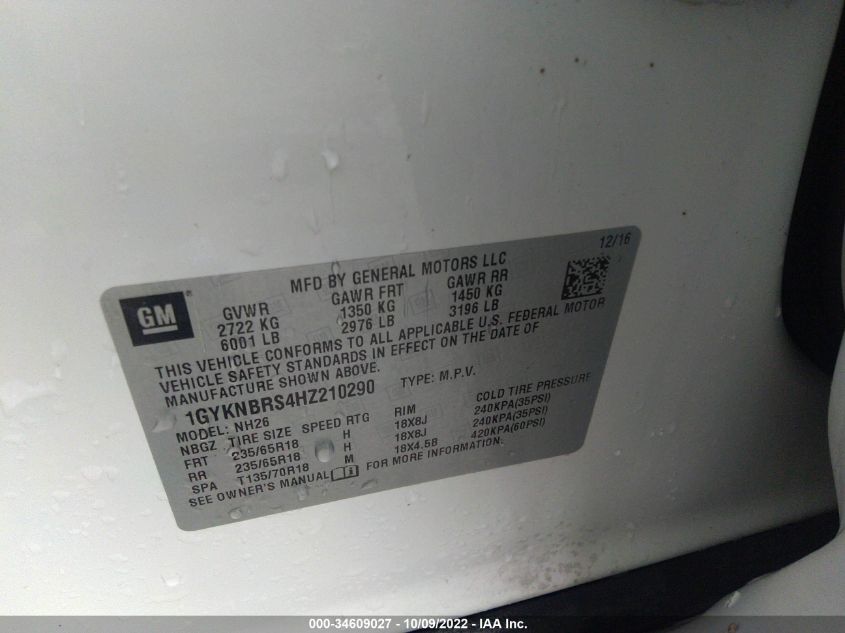 12/16
MFD BY GENERAL MOTORS LLC
GM
GVWR GAWR FRT GAWR RR
2722 KG 1350 KG 1450 KG
6001 LB 2976 LB 3196 LB
THIS VEHICLE CONFORMS TO ALL APPLICABLE U.S. FEDERAL MOTOR
VEHICLE SAFETY STANDARDS IN EFFECT ON THE DATE OF
MANUFACTURE SHOWN ABOVE.
1GYKNBRS4HZ210290 TYPE: M.P.V.
MODEL: NH26
NBGZ TIRE SIZE SPEED RTG RIM COLD TIRE PRESSURE
FRT 235/65R18 H 18X8J 240KPA(35PSI)
RR 235/65R18 H 18X8J 240KPA(35PSI)
SPA T135/70R18 M 18X4.5B 420KPA(60PSI)
SEE OWNER'S MANUAL FOR MORE INFORMATION.
000-34609027 - 10/09/2022 - IAA Inc.